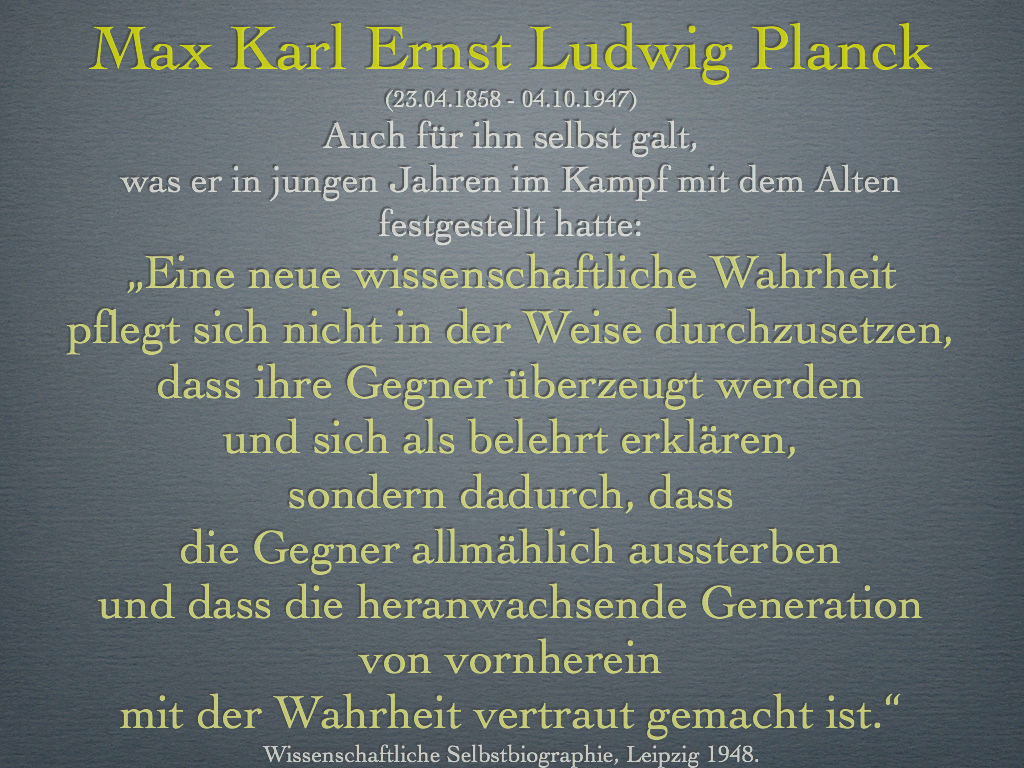 Max Karl Ernst Ludwig Planck
(23.04.1858 - 04.10.1947)
Auch für ihn selbst galt,
was er in jungen Jahren im Kampf mit dem Alten
festgestellt hatte:
„Eine neue wissenschaftliche Wahrheit
pflegt sich nicht in der Weise durchzusetzen,
dass ihre Gegner überzeugt werden
und sich als belehrt erklären,
sondern dadurch, dass
die Gegner allmählich aussterben
und dass die heranwachsende Generation
von vornherein
mit der Wahrheit vertraut gemacht ist.“
Wissenschaftliche Selbstbiographie, Leipzig 1948.